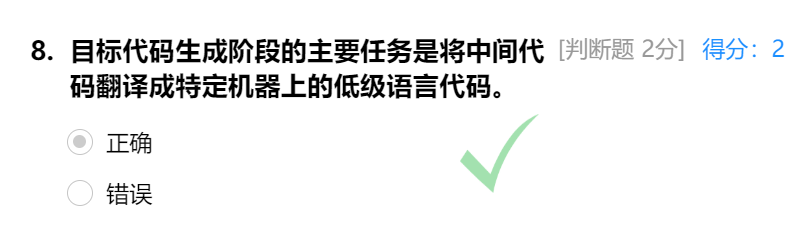 8. 目标代码生成阶段的主要任务是将中间代 [判断题 2分] 得分：2
码翻译成特定机器上的低级语言代码。
正确
错误